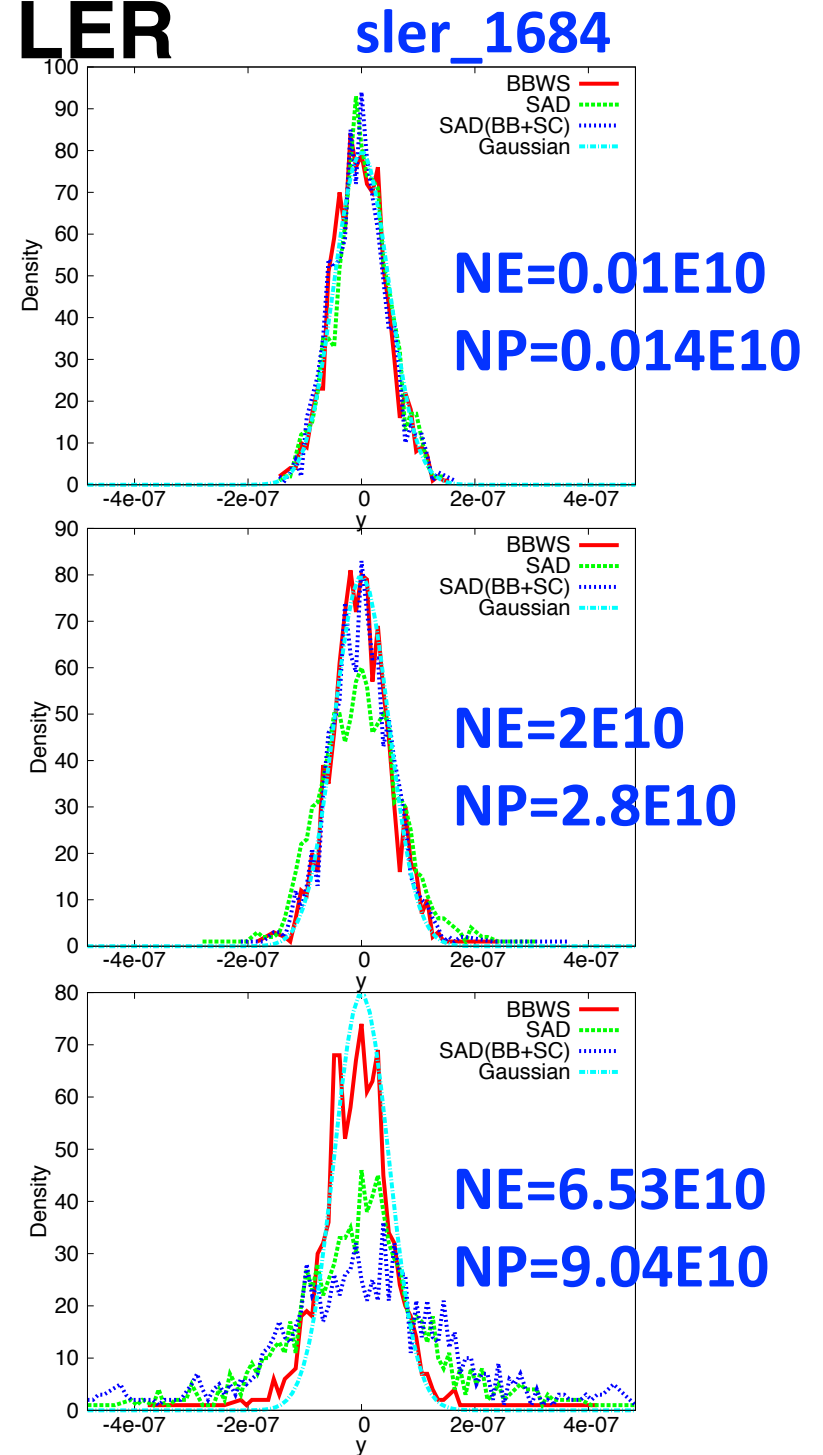 LER sler_1684
100
90
80
70
60
50
40
30
20
10
0
Density
BBWS
SAD
SAD(BB+SC)
Gaussian
NE=0.01E10
NP=0.014E10
-4e-07 -2e-07 0 2e-07 4e-07
y
90
80
70
60
50
40
30
20
10
0
Density
BBWS
SAD
SAD(BB+SC)
Gaussian
NE=2E10
NP=2.8E10
-4e-07 -2e-07 0 2e-07 4e-07
y
80
70
60
50
40
30
20
10
0
Density
BBWS
SAD
SAD(BB+SC)
Gaussian
NE=6.53E10
NP=9.04E10
-4e-07 -2e-07 0 2e-07 4e-07
y